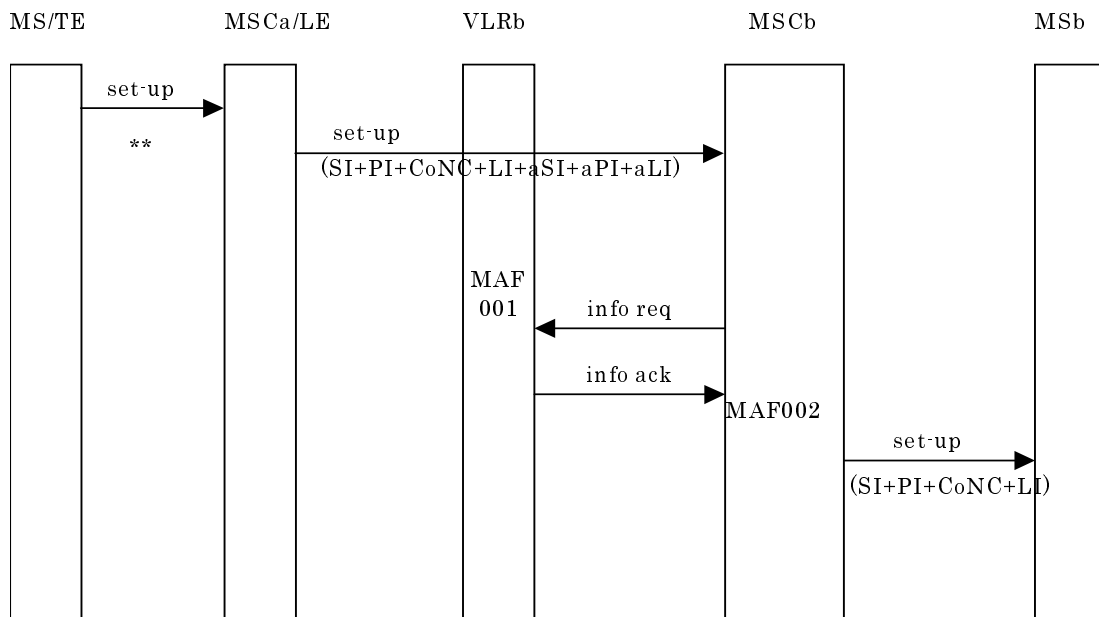 MS/TE
MSCa/LE
VLRb
MSCb
MSb
set-up
**
set-up
(SI+PI+CoNC+LI+aSI+aPI+aLI)
MAF
001
info req
info ack
MAF002
set-up
(SI+PI+CoNC+LI)